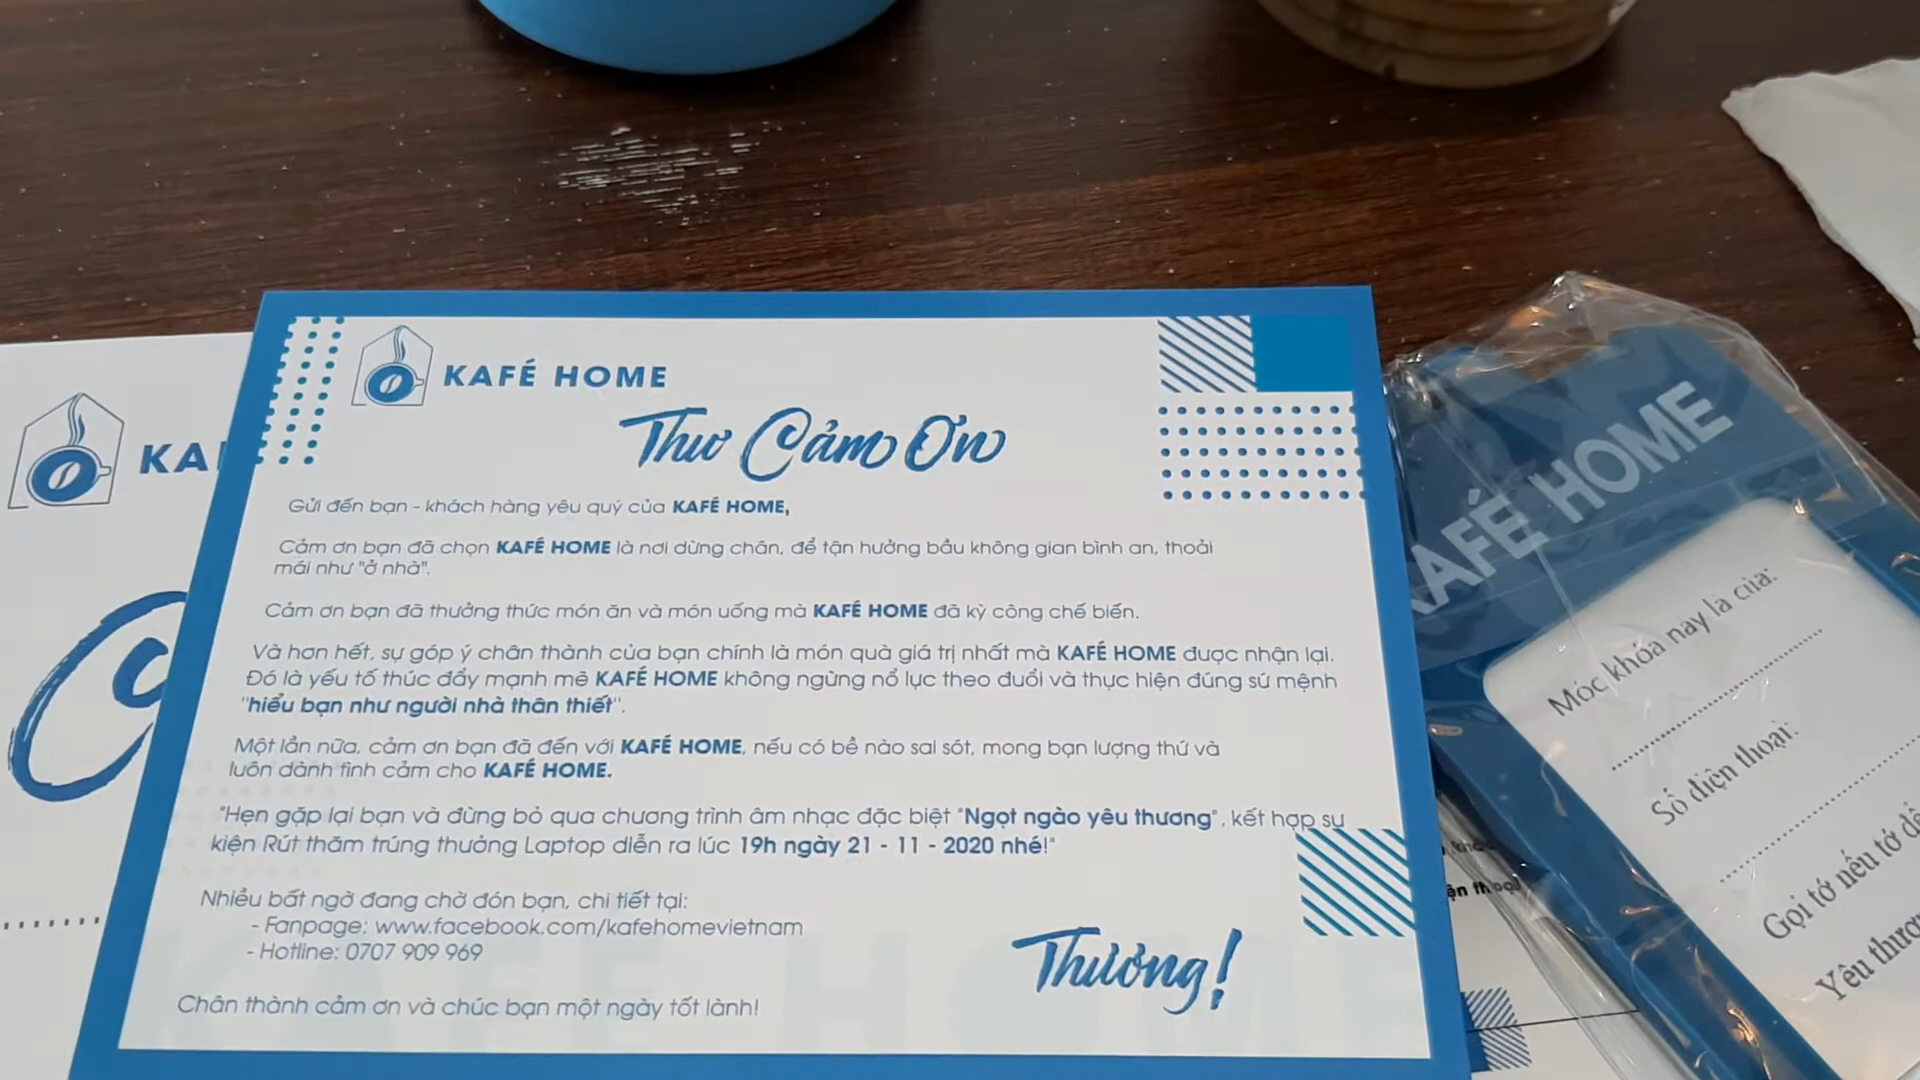 KAFÉ HOME
Thư Cảm Ơn
Gửi đến bạn - khách hàng yêu quý của KAFÉ HOME,
Cảm ơn bạn đã chọn KAFÉ HOME là nơi dừng chân, để tận hưởng bầu không gian bình an, thoải
mái như "ở nhà".
Cảm ơn bạn đã thưởng thức món ăn và món uống mà KAFÉ HOME đã kỳ công chế biến.
Và hơn hết, sự góp ý chân thành của bạn chính là món quà giá trị nhất mà KAFÉ HOME được nhận lại.
Đó là yếu tố thúc đẩy mạnh mẽ KAFÉ HOME không ngừng nỗ lực theo đuổi và thực hiện đúng sứ mệnh
"hiểu bạn như người nhà thân thiết".
Một lần nữa, cảm ơn bạn đã đến với KAFÉ HOME, nếu có bề nào sai sót, mong bạn lượng thứ và
luôn dành tình cảm cho KAFÉ HOME.
"Hẹn gặp lại bạn và đừng bỏ qua chương trình âm nhạc đặc biệt "Ngọt ngào yêu thương", kết hợp sự
kiện Rút thăm trúng thưởng Laptop diễn ra lúc 19h ngày 21 - 11 - 2020 nhé!"
Nhiều bất ngờ đang chờ đón bạn, chi tiết tại:
- Fanpage: www.facebook.com/kafehomevietnam
- Hotline: 0707 909 969
Thương!
Chân thành cảm ơn và chúc bạn một ngày tốt lành!
KA
C
KAFÉ HOME
Móc khóa này là của:
Số điện thoại:
Gọi tớ nếu tớ
Yêu